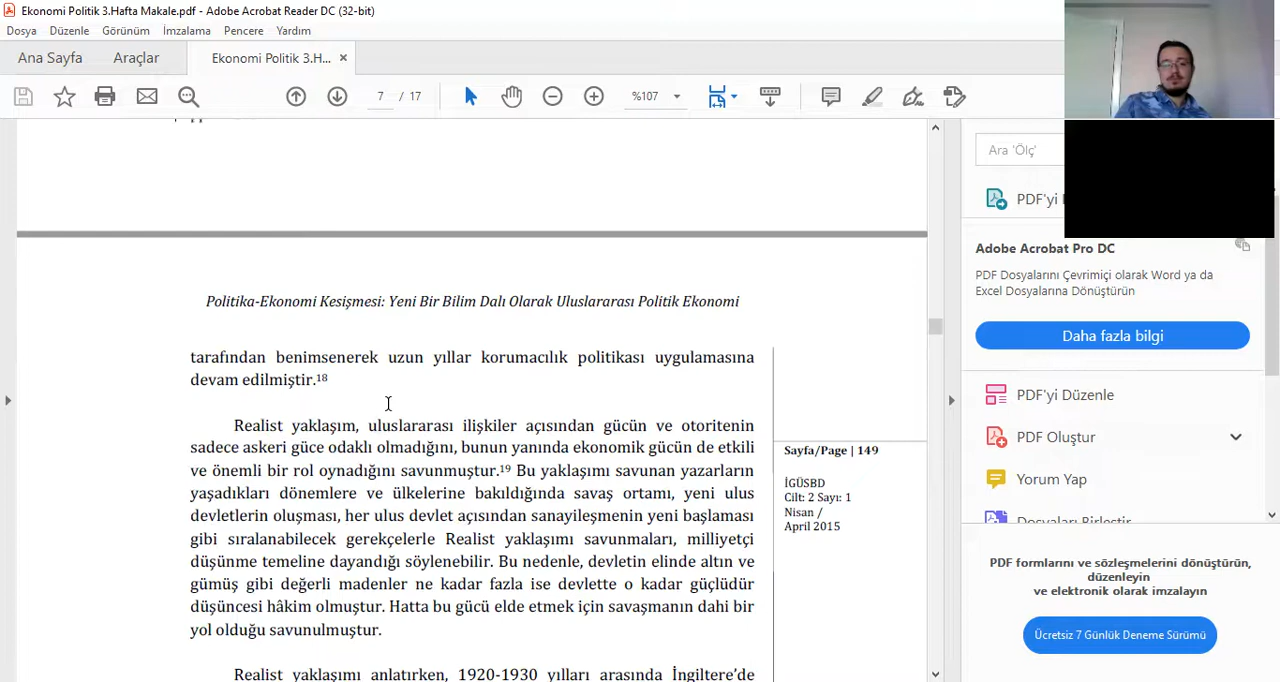 Ekonomi Politik 3.Hafta Makale.pdf - Adobe Acrobat Reader DC (32-bit)
Dosya Düzenle Görünüm İmzalama Pencere Yardım
Ana Sayfa Araçlar Ekonomi Politik 3.H... ×
7 / 17 %107
Ara 'Ölç'
PDF'yi
Adobe Acrobat Pro DC
PDF Dosyalarını Çevrimiçi olarak Word ya da
Excel Dosyalarına Dönüştürün
Daha fazla bilgi
PDF'yi Düzenle
PDF Oluştur
Yorum Yap
Dosyaları Birleştir
PDF formlarını ve sözleşmelerini dönüştürün,
düzenleyin
ve elektronik olarak imzalayın
Ücretsiz 7 Günlük Deneme Sürümü
Politika-Ekonomi Kesişmesi: Yeni Bir Bilim Dalı Olarak Uluslararası Politik Ekonomi
tarafından benimsenerek uzun yıllar korumacılık politikası uygulamasına
devam edilmiştir.18
Realist yaklaşım, uluslararası ilişkiler açısından gücün ve otoritenin
sadece askeri güce odaklı olmadığını, bunun yanında ekonomik gücün de etkili
ve önemli bir rol oynadığını savunmuştur.19 Bu yaklaşımı savunan yazarların
yaşadıkları dönemlere ve ülkelerine bakıldığında savaş ortamı, yeni ulus
devletlerin oluşması, her ulus devlet açısından sanayileşmenin yeni başlaması
gibi sıralanabilecek gerekçelerle Realist yaklaşımı savunmaları, milliyetçi
düşünme temeline dayandığı söylenebilir. Bu nedenle, devletin elinde altın ve
gümüş gibi değerli madenler ne kadar fazla ise devlette o kadar güçlüdür
düşüncesi hâkim olmuştur. Hatta bu gücü elde etmek için savaşmanın dahi bir
yol olduğu savunulmuştur.
Realist yaklaşımı anlatırken, 1920-1930 yılları arasında İngiltere'de
Sayfa/Page | 149
İGÜSBD
Cilt: 2 Sayı: 1
Nisan /
April 2015